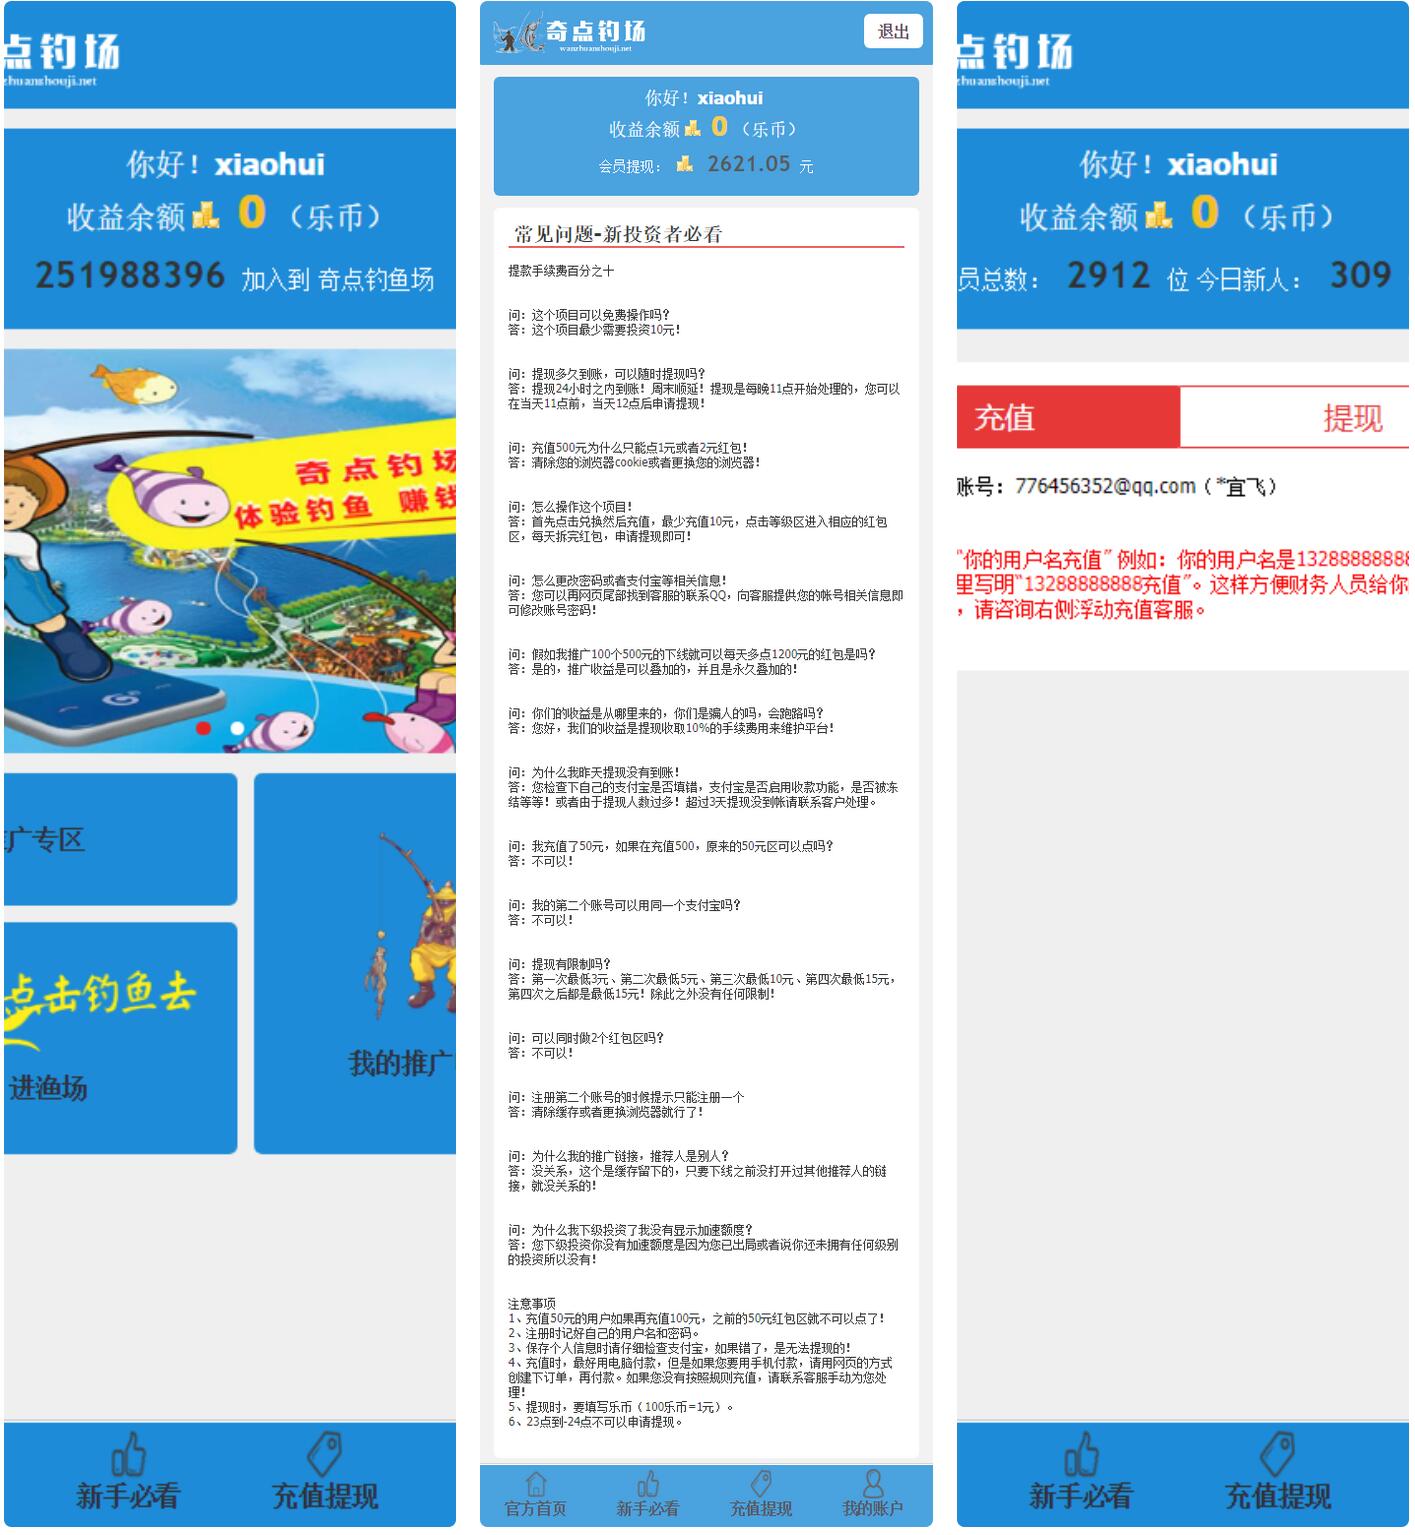 点钓场
zhuanshouji.net
你好！xiaohui
收益余额 0 （乐币）
251988396 加入到 奇点钓鱼场
奇点钓场
体验钓鱼 赚钱
广专区
点击钓鱼去
进渔场
我的推广
新手必看
充值提现
奇点钓场
wanzhuanshouji.net
退出
你好！xiaohui
收益余额 0 （乐币）
会员提现： 2621.05 元
常见问题-新投资者必看
提款手续费百分之十
问：这个项目可以免费操作吗？
答：这个项目最少需要投资10元！
问：提现多久到账，可以随时提现吗？
答：提现24小时之内到账！周末顺延！提现是每晚11点开始处理的，您可以
在当天11点前，当天12点后申请提现！
问：充值500元为什么只能点1元或者2元红包！
答：清除您的浏览器cookie或者更换您的浏览器！
问：怎么操作这个项目！
答：首先点击兑换然后充值，最少充值10元，点击等级区进入相应的红包
区，每天拆完红包，申请提现即可！
问：怎么更改密码或者支付宝等相关信息！
答：您可以再网页尾部找到客服的联系QQ，向客服提供您的帐号相关信息即
可修改账号密码！
问：假如我推广100个500元的下线就可以每天多点1200元的红包是吗？
答：是的，推广收益是可以叠加的，并且是永久叠加的！
问：你们的收益是从哪里来的，你们是骗人的吗，会跑路吗？
答：您好，我们的收益是提现收取10%的手续费用来维护平台！
问：为什么我昨天提现没有到账！
答：您检查下自己的支付宝是否填错，支付宝是否启用收款功能，是否被冻
结等等！或者由于提现人数过多！超过3天提现没到帐请联系客户处理。
问：我充值了50元，如果在充值500，原来的50元区可以点吗？
答：不可以！
问：我的第二个账号可以用同一个支付宝吗？
答：不可以！
问：提现有限制吗？
答：第一次最低3元、第二次最低5元、第三次最低10元、第四次最低15元，
第四次之后都是最低15元！除此之外没有任何限制！
问：可以同时做2个红包区吗？
答：不可以！
问：注册第二个账号的时候提示只能注册一个
答：清除缓存或者更换浏览器就行了！
问：为什么我的推广链接，推荐人是别人？
答：没关系，这个是缓存留下的，只要下线之前没打开过其他推荐人的链
接，就没关系的！
问：为什么我下级投资了我没有显示加速额度？
答：您下级投资你没有加速额度是因为您已出局或者说你还未拥有任何级别
的投资所以没有！
注意事项
1、充值50元的用户如果再充值100元，之前的50元红包区就不可以点了！
2、注册时记好自己的用户名和密码。
3、保存个人信息时请仔细检查支付宝，如果错了，是无法提现的！
4、充值时，最好用电脑付款，但是如果您要用手机付款，请用网页的方式
创建下订单，再付款。如果您没有按照规则充值，请联系客服手动为您处
理！
5、提现时，要填写乐币（100乐币=1元）。
6、23点到-24点不可以申请提现。
官方首页
新手必看
充值提现
我的账户
点钓场
zhuanshouji.net
你好！xiaohui
收益余额 0 （乐币）
员总数： 2912 位 今日新人： 309
充值
提现
账号：776456352@qq.com（*宜飞）
“你的用户名充值” 例如：你的用户名是13288888888
里写明“13288888888充值”。这样方便财务人员给你
，请咨询右侧浮动充值客服。
新手必看
充值提现